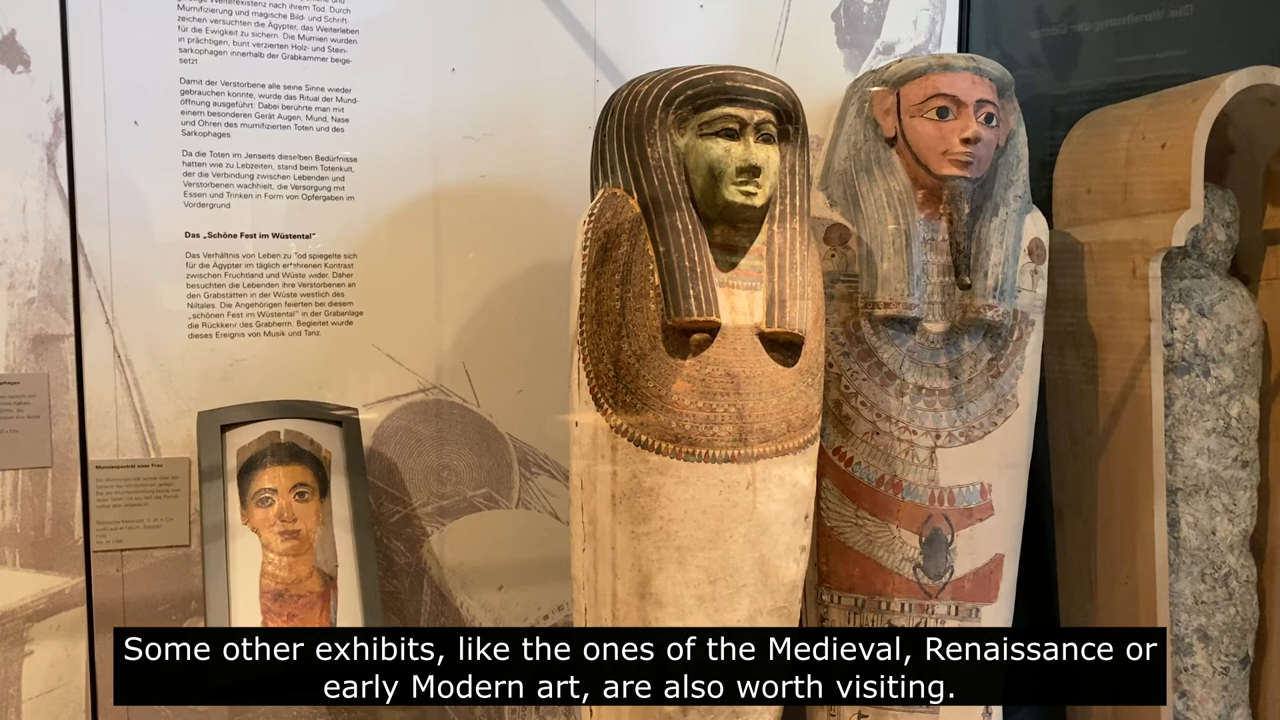 Weiterexistenz nach ihrem Tod. Durch
Mumifizierung und magische Bild- und Schrift-
zeichen versuchten die Ägypter, das Weiterleben
für die Ewigkeit zu sichern. Die Mumien wurden
in prächtigen, bunt verzierten Holz- und Stein-
sarkophagen innerhalb der Grabkammer beige-
setzt.
Damit der Verstorbene alle seine Sinne wieder
gebrauchen konnte, wurde das Ritual der Mund-
öffnung ausgeführt: Dabei berührte man mit
einem besonderen Gerät Augen, Mund, Nase
und Ohren des mumifizierten Toten und des
Sarkophages.
Da die Toten im Jenseits dieselben Bedürfnisse
hatten wie zu Lebzeiten, stand beim Totenkult,
der die Verbindung zwischen Lebenden und
Verstorbenen wachhielt, die Versorgung mit
Essen und Trinken in Form von Opfergaben im
Vordergrund.
Das „Schöne Fest im Wüstental"
Das Verhältnis von Leben zu Tod spiegelte sich
für die Ägypter im täglich erfahrenen Kontrast
zwischen Fruchtland und Wüste wider. Daher
besuchten die Lebenden ihre Verstorbenen an
den Grabstätten in der Wüste westlich des
Niltales. Die Angehörigen feierten bei diesem
„schönen Fest im Wüstental" in der Grabanlage
die Rückkehr des Grabherrn. Begleitet wurde
dieses Ereignis von Musik und Tanz.
Mumienporträt einer Frau
Some other exhibits, like the ones of the Medieval, Renaissance or
early Modern art, are also worth visiting.